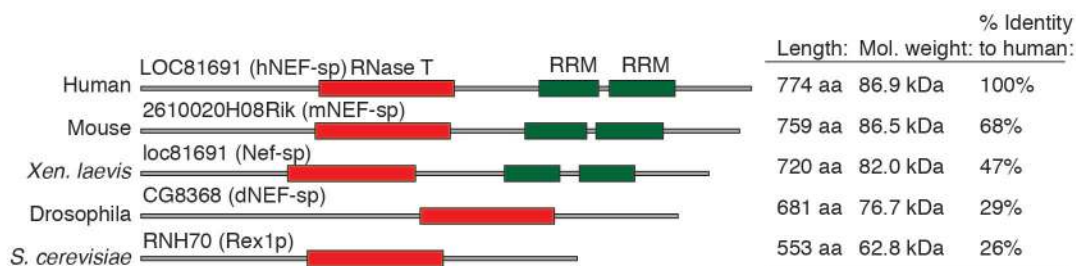 % Identity
Length: Mol. weight: to human:
LOC81691 (hNEF-sp) RNase T RRM RRM
Human 774 aa 86.9 kDa 100%
2610020H08Rik (mNEF-sp)
Mouse 759 aa 86.5 kDa 68%
loc81691 (Nef-sp)
Xen. laevis 720 aa 82.0 kDa 47%
CG8368 (dNEF-sp)
Drosophila 681 aa 76.7 kDa 29%
RNH70 (Rex1p)
S. cerevisiae 553 aa 62.8 kDa 26%